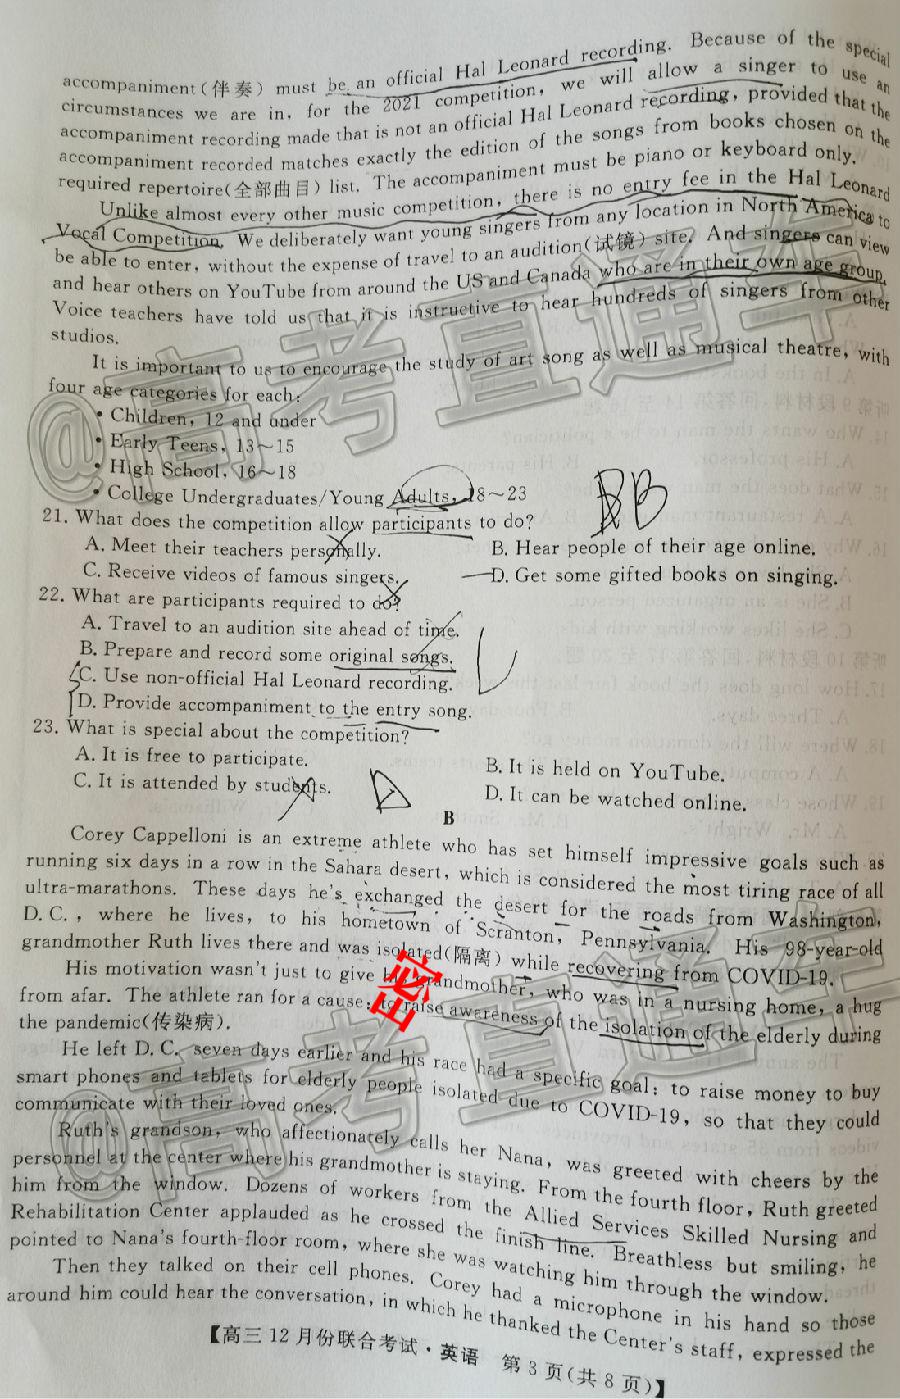 accompaniment(伴奏) must be an official Hal Leonard recording. Because of the special
circumstances we are in, for the 2021 competition, we will allow a singer to use an
accompaniment recording made that is not an official Hal Leonard recording, provided that the
accompaniment recorded matches exactly the edition of the songs from books chosen on the
required repertoire(全部曲目) list. The accompaniment must be piano or keyboard only.
Unlike almost every other music competition, there is no entry fee in the Hal Leonard
Vocal Competition. We deliberately want young singers from any location in North America to
be able to enter, without the expense of travel to an audition(试镜) site. And singers can view
and hear others on YouTube from around the US and Canada who are in their own age group.
Voice teachers have told us that it is instructive to hear hundreds of singers from other
studios.
It is important to us to encourage the study of art song as well as musical theatre, with
four age categories for each:
• Children, 12 and under
• Early Teens, 13~15
• High School, 16~18
• College Undergraduates/Young Adults, 18~23
BB
21. What does the competition allow participants to do?
A. Meet their teachers personally. B. Hear people of their age online.
C. Receive videos of famous singers. D. Get some gifted books on singing.
22. What are participants required to do?
A. Travel to an audition site ahead of time.
B. Prepare and record some original songs.
C. Use non-official Hal Leonard recording.
D. Provide accompaniment to the entry song.
23. What is special about the competition?
A. It is free to participate. B. It is held on YouTube.
C. It is attended by students. D. It can be watched online.
B
Corey Cappelloni is an extreme athlete who has set himself impressive goals such as
running six days in a row in the Sahara desert, which is considered the most tiring race of all
ultra-marathons. These days he's exchanged the desert for the roads from Washington,
D.C., where he lives, to his hometown of Scranton, Pennsylvania. His 98-year-old
grandmother Ruth lives there and was isolated(隔离) while recovering from COVID-19.
His motivation wasn't just to give his grandmother, who was in a nursing home, a hug
from afar. The athlete ran for a cause: to raise awareness of the isolation of the elderly during
the pandemic(传染病).
He left D.C. seven days earlier and his race had a specific goal: to raise money to buy
smart phones and tablets for elderly people isolated due to COVID-19, so that they could
communicate with their loved ones.
Ruth's grandson, who affectionately calls her Nana, was greeted with cheers by the
personnel at the center where his grandmother is staying. From the fourth floor, Ruth greeted
him from the window. Dozens of workers from the Allied Services Skilled Nursing and
Rehabilitation Center applauded as he crossed the finish line. Breathless but smiling, he
pointed to Nana's fourth-floor room, where she was watching him through the window.
Then they talked on their cell phones. Corey had a microphone in his hand so those
around him could hear the conversation, in which he thanked the Center's staff, expressed the
【高三12月份联合考试·英语 第3页(共8页)】
密
@高考直通车
@高考直通车